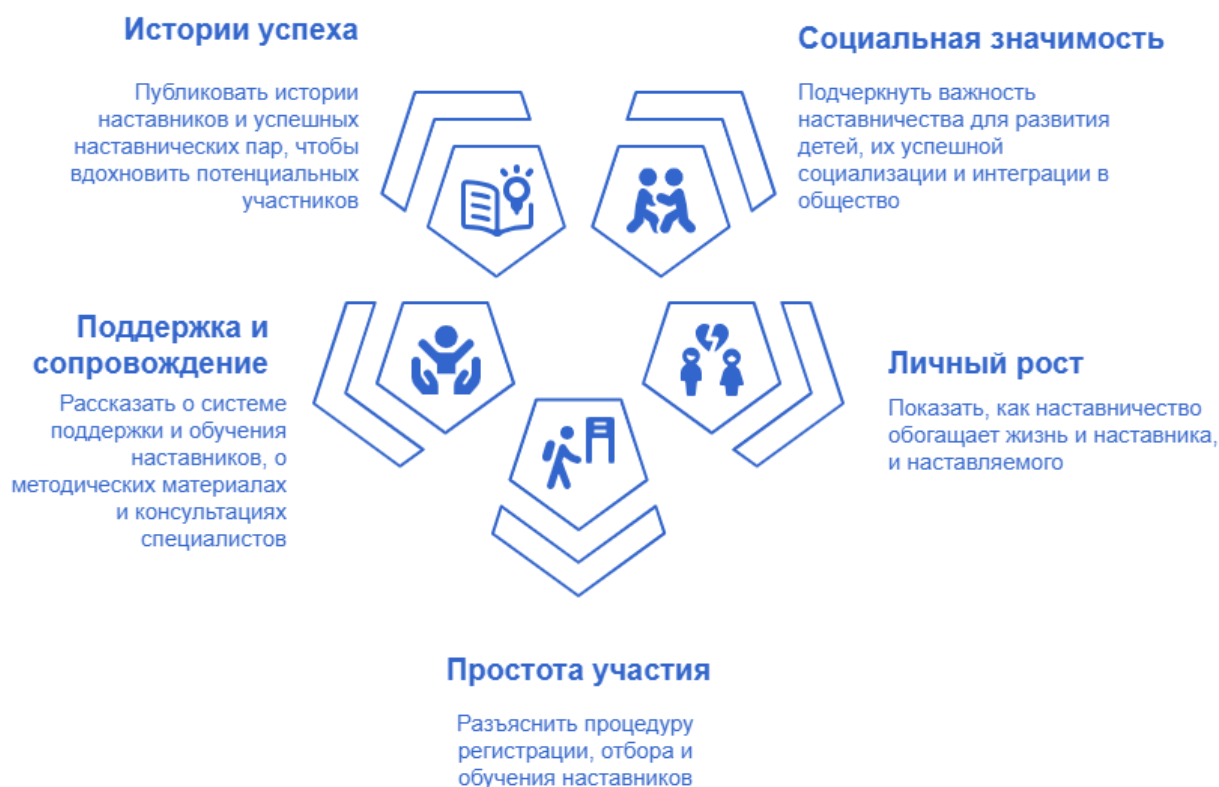 Истории успеха
Публиковать истории
наставников и успешных
наставнических пар, чтобы
вдохновить потенциальных
участников
Социальная значимость
Подчеркнуть важность
наставничества для развития
детей, их успешной
социализации и интеграции в
общество
Поддержка и
сопровождение
Рассказать о системе
поддержки и обучения
наставников, о
методических материалах
и консультациях
специалистов
Личный рост
Показать, как наставничество
обогащает жизнь и наставника,
и наставляемого
Простота участия
Разъяснить процедуру
регистрации, отбора и
обучения наставников